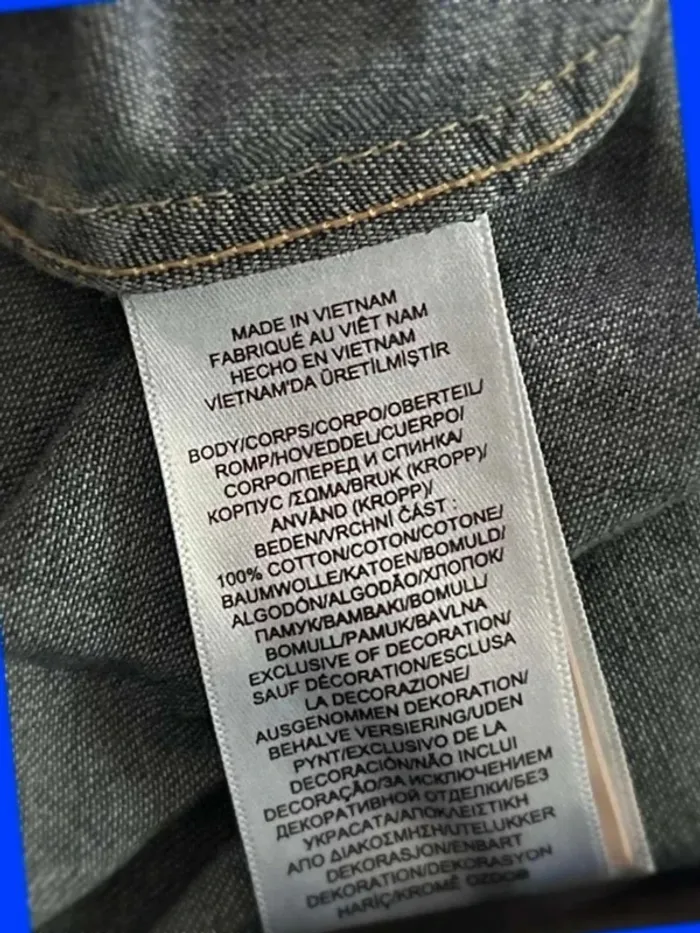 MADE IN VIETNAM
FABRIQUÉ AU VIÊT NAM
HECHO EN VIETNAM
VİETNAM'DA ÜRETİLMİŞTİR
BODY/CORPS/CORPO/OBERTEIL/
ROMP/HOVEDDEL/CUERPO/
CORPO/ПЕРЕД И СПИНКА/
КОРПУС /ΣΩΜΑ/BRUK (KROPP)/
ANVÄND (KROPP)/
BEDEN/VRCHNÍ ČÁST :
100% COTTON/COTON/COTONE/
BAUMWOLLE/KATOEN/BOMULD/
ALGODÓN/ALGODÃO/ХЛОПОК/
ПАМУК/BAMBAKI/BOMULL/
BOMULL/PAMUK/BAVLNA
EXCLUSIVE OF DECORATION/
SAUF DÉCORATION/ESCLUSA
LA DECORAZIONE/
AUSGENOMMEN DEKORATION/
BEHALVE VERSIERING/UDEN
PYNT/EXCLUSIVO DE LA
DECORACIÓN/NÃO INCLUI
DECORAÇÃO/ЗА ИСКЛЮЧЕНИЕМ
ДЕКОРАТИВНОЙ ОТДЕЛКИ/БЕЗ
УКРАСАТА/ΑΠΟΚΛΕΙΣΤΙΚΗ
ΑΠΟ ΔΙΑΚΟΣΜΗΣΗ/UTELUKKER
DEKORASJON/ENBART
DEKORATION/DEKORASYON
HARİÇ/KROMĚ OZDOB